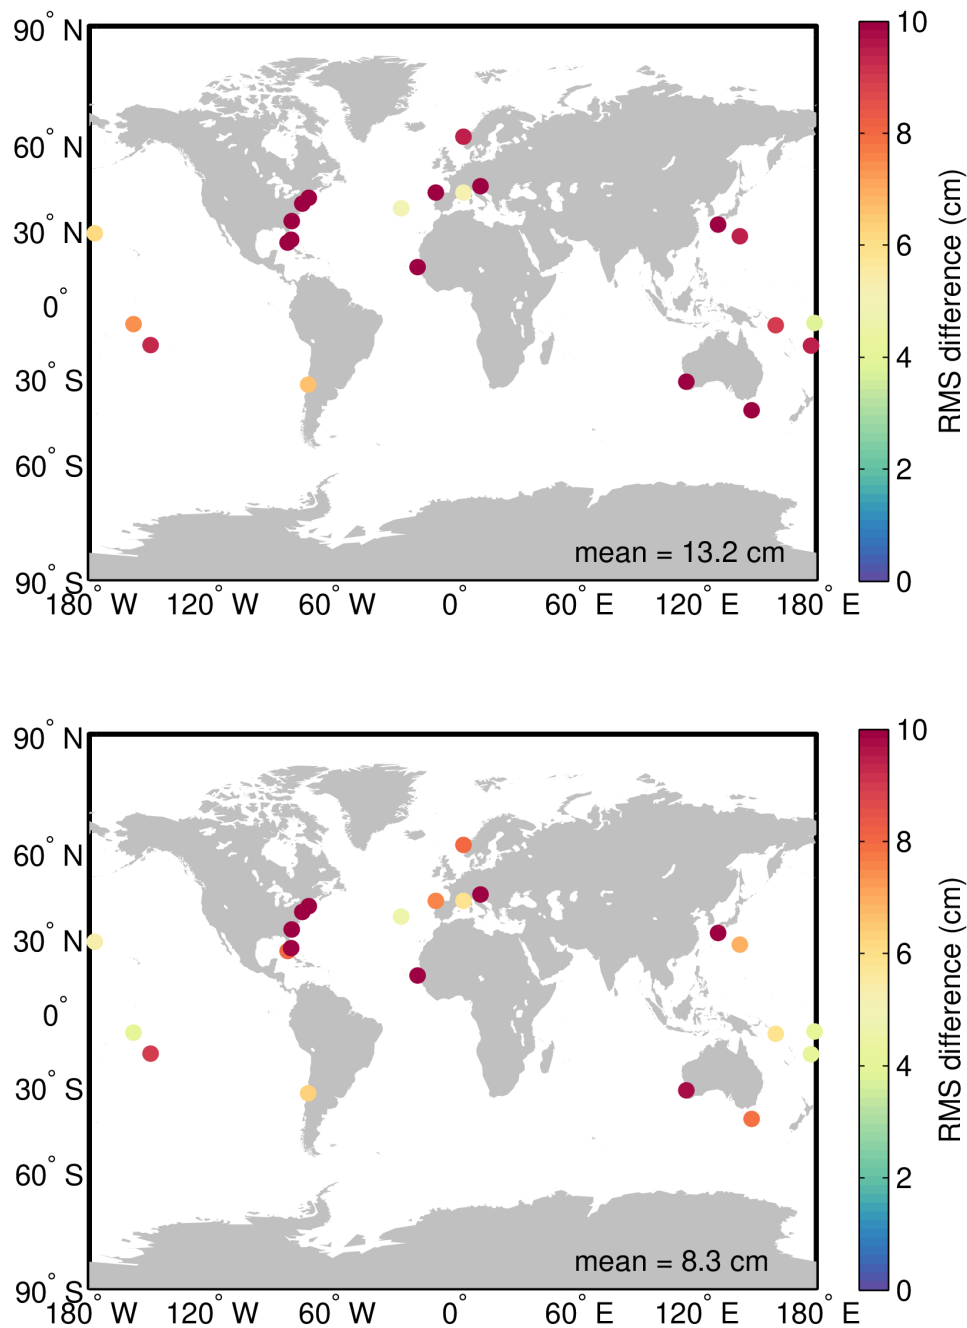 90° N
60° N
30° N
0°
30° S
60° S
90° S
180° W 120° W 60° W 0° 60° E 120° E 180° E
mean = 13.2 cm
10
8
6
4
2
0
RMS difference (cm)
90° N
60° N
30° N
0°
30° S
60° S
90° S
180° W 120° W 60° W 0° 60° E 120° E 180° E
mean = 8.3 cm
10
8
6
4
2
0
RMS difference (cm)